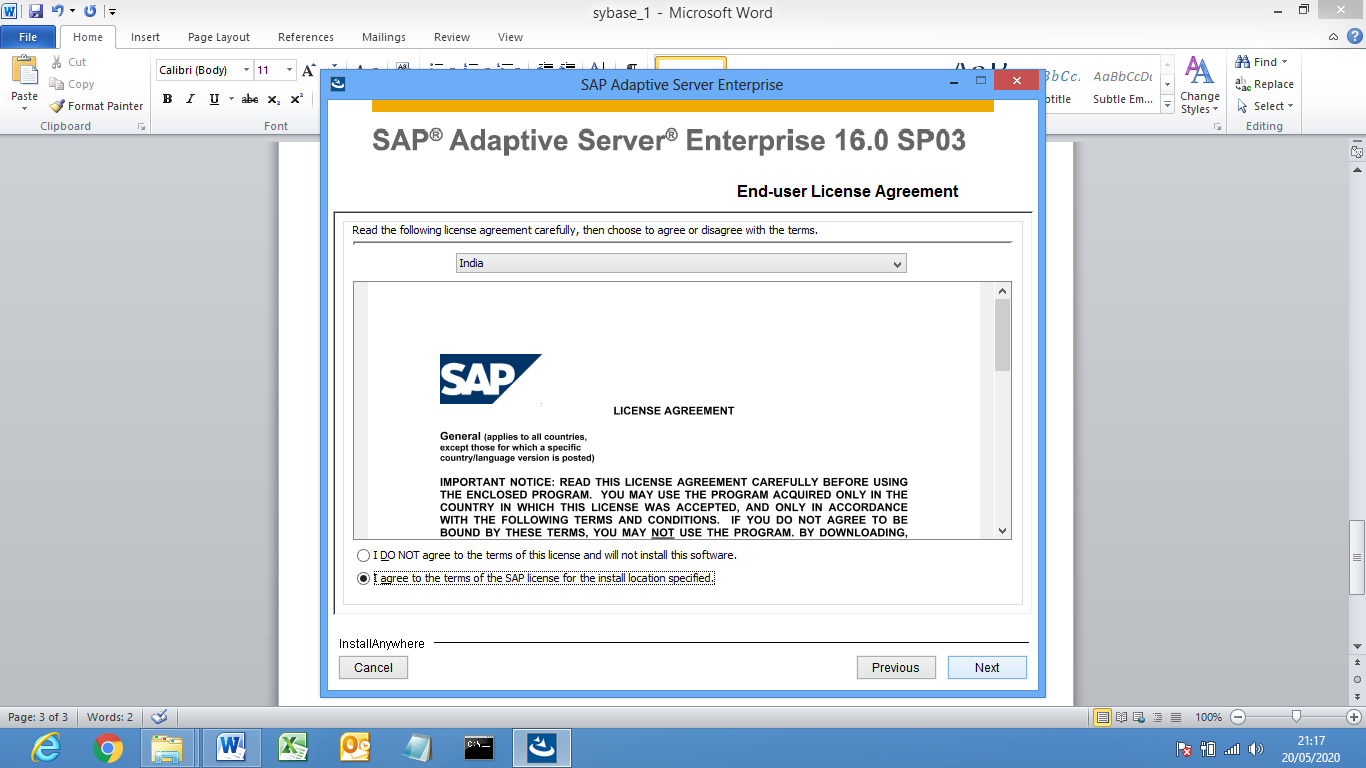 sybase_1 - Microsoft Word
File Home Insert Page Layout References Mailings Review View
Paste
Cut
Copy
Format Painter
Clipboard
Calibri (Body) 11
B I U abc x₂ x²
Font
AaBbCcDc
Subtle Em...
Change
Styles
Find
Replace
Select
Editing
SAP Adaptive Server Enterprise
SAP® Adaptive Server® Enterprise 16.0 SP03
End-user License Agreement
Read the following license agreement carefully, then choose to agree or disagree with the terms.
India
SAP
LICENSE AGREEMENT
General (applies to all countries,
except those for which a specific
country/language version is posted)
IMPORTANT NOTICE: READ THIS LICENSE AGREEMENT CAREFULLY BEFORE USING
THE ENCLOSED PROGRAM. YOU MAY USE THE PROGRAM ACQUIRED ONLY IN THE
COUNTRY IN WHICH THIS LICENSE WAS ACCEPTED, AND ONLY IN ACCORDANCE
WITH THE FOLLOWING TERMS AND CONDITIONS. IF YOU DO NOT AGREE TO BE
BOUND BY THESE TERMS, YOU MAY NOT USE THE PROGRAM. BY DOWNLOADING,
I DO NOT agree to the terms of this license and will not install this software.
I agree to the terms of the SAP license for the install location specified.
InstallAnywhere
Cancel Previous Next
Page: 3 of 3 Words: 2 100%
21:17
20/05/2020